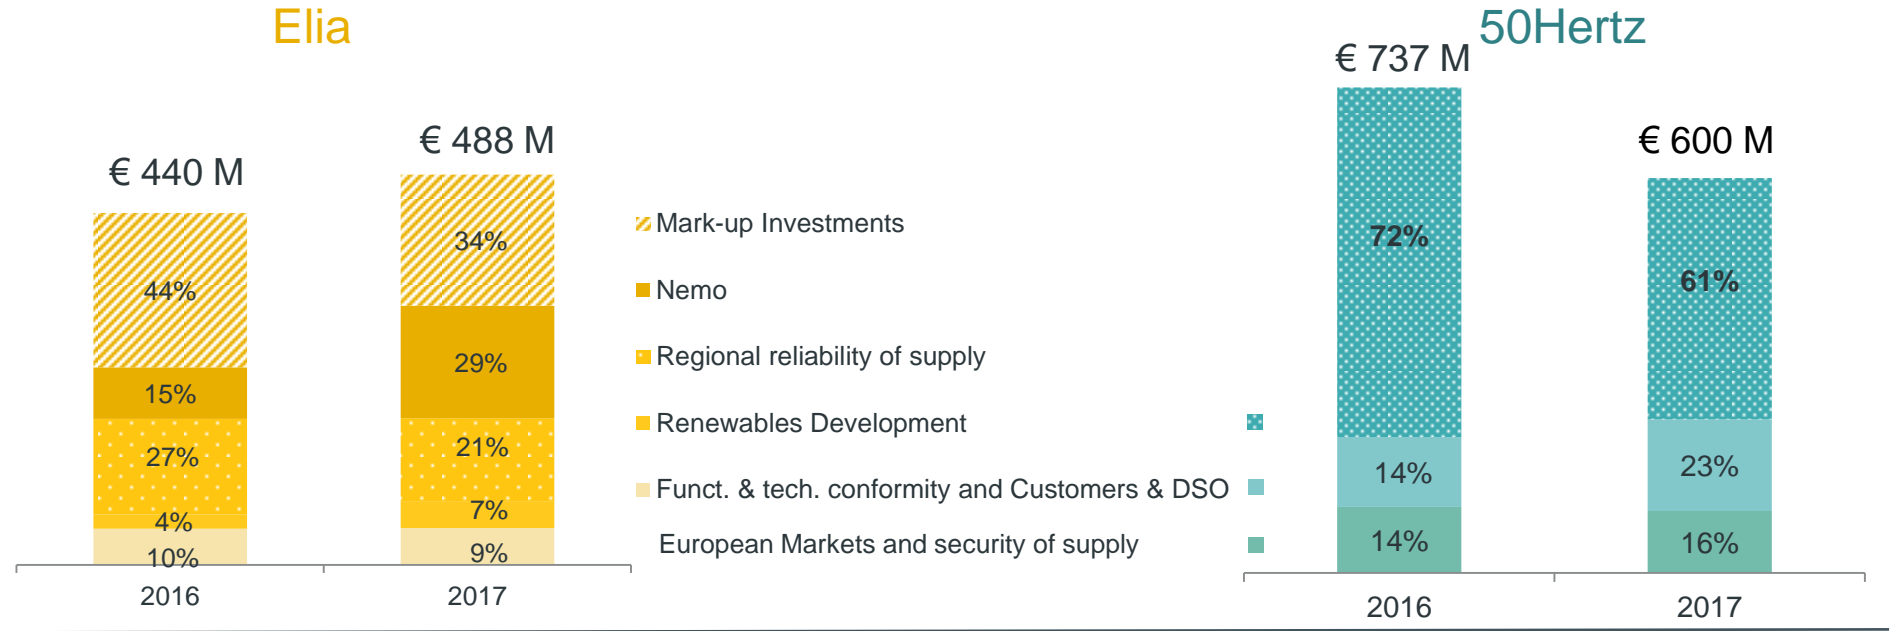 Elia
€ 440 M
€ 488 M
44%
15%
27%
4%
10%
34%
29%
21%
7%
9%
2016
2017
Mark-up Investments
Nemo
Regional reliability of supply
Renewables Development
Funct. & tech. conformity and Customers & DSO
European Markets and security of supply
50Hertz
€ 737 M
€ 600 M
72%
14%
14%
61%
23%
16%
2016
2017